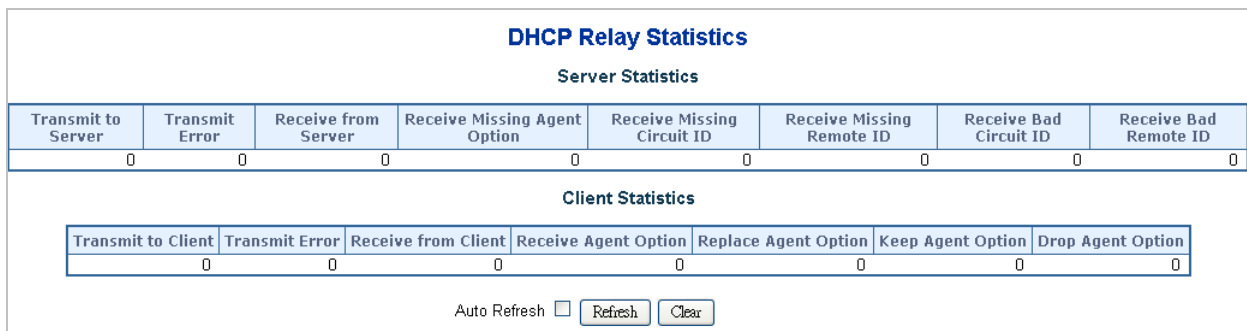 DHCP Relay Statistics
Server Statistics
Transmit to Server Transmit Error Receive from Server Receive Missing Agent Option Receive Missing Circuit ID Receive Missing Remote ID Receive Bad Circuit ID Receive Bad Remote ID
0 0 0 0 0 0 0 0
Client Statistics
Transmit to Client Transmit Error Receive from Client Receive Agent Option Replace Agent Option Keep Agent Option Drop Agent Option
0 0 0 0 0 0 0
Auto Refresh Refresh Clear